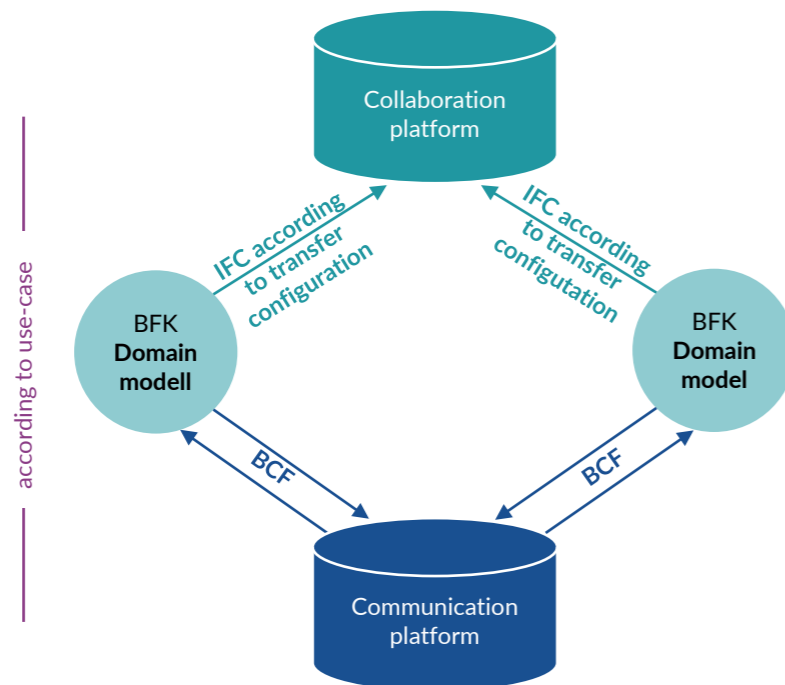 Collaboration
platform
IFC according
to transfer
configuration
IFC according
to transfer
configutation
according to use-case
BFK
Domain
modell
BFK
Domain
model
BCF
BCF
Communication
platform